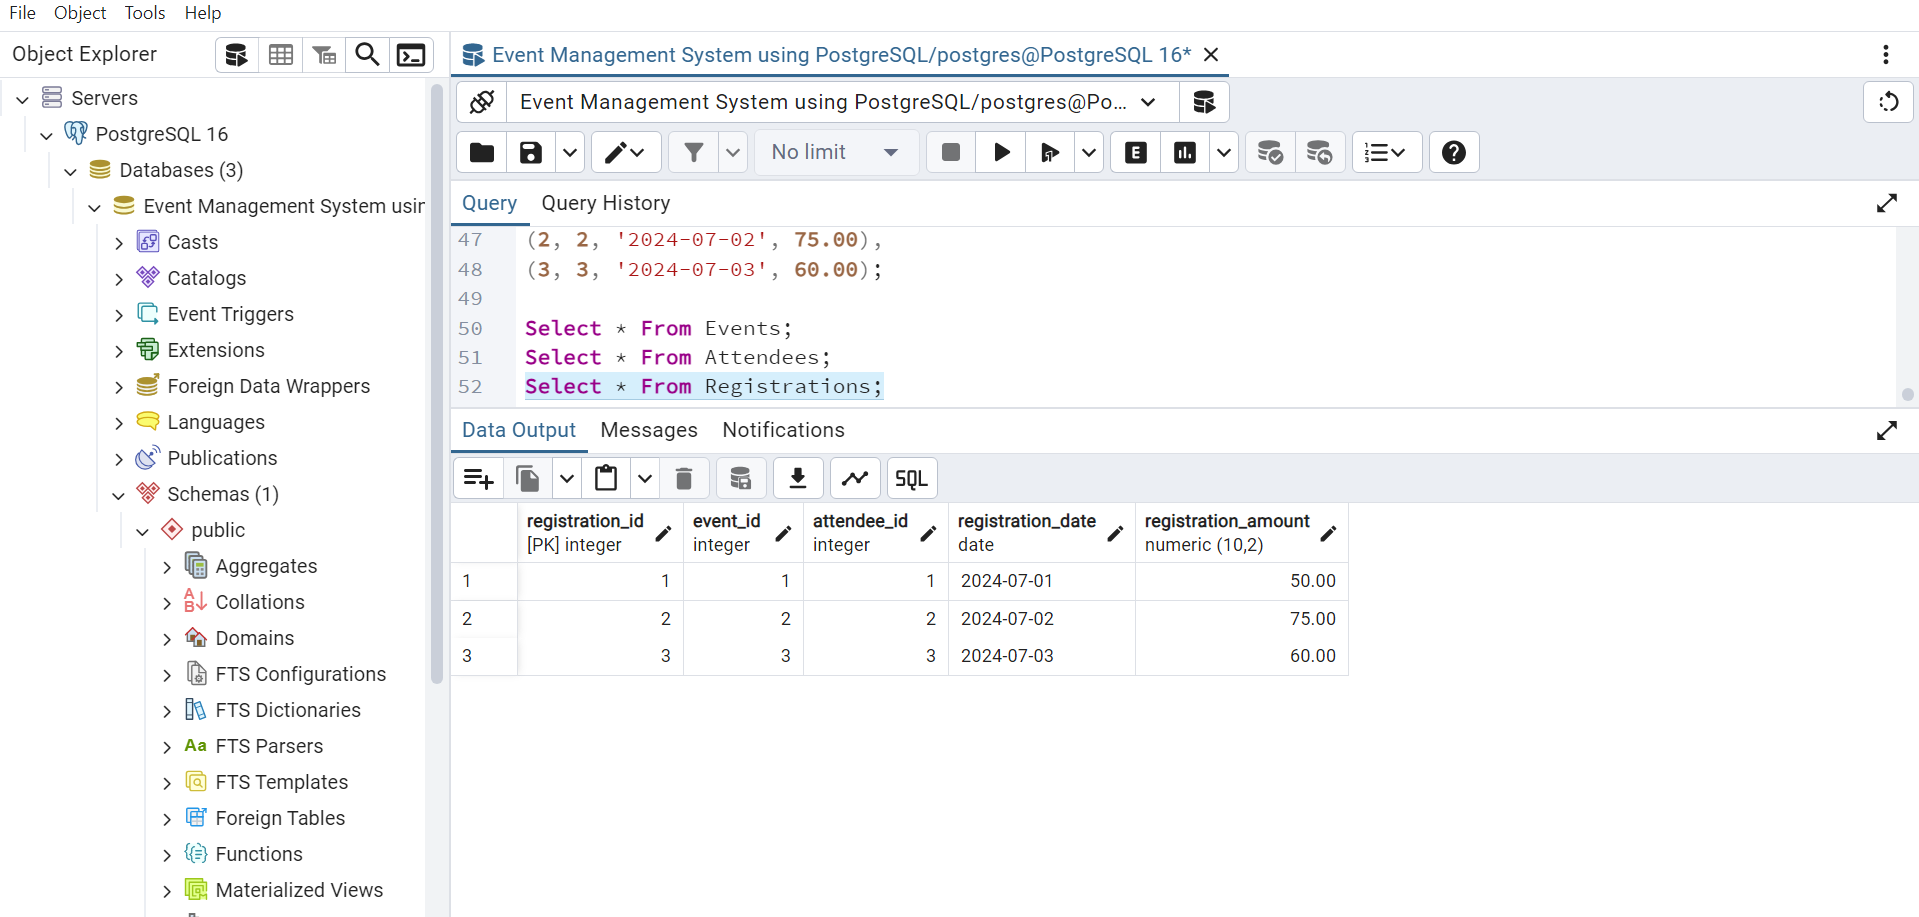 File Object Tools Help
Object Explorer
Servers
PostgreSQL 16
Databases (3)
Event Management System usin
Casts
Catalogs
Event Triggers
Extensions
Foreign Data Wrappers
Languages
Publications
Schemas (1)
public
Aggregates
Collations
Domains
FTS Configurations
FTS Dictionaries
Aa FTS Parsers
FTS Templates
Foreign Tables
Functions
Materialized Views
Event Management System using PostgreSQL/postgres@PostgreSQL 16*
Event Management System using PostgreSQL/postgres@Po...
No limit E
Query Query History
47 (2, 2, '2024-07-02', 75.00),
48 (3, 3, '2024-07-03', 60.00);
49
50 Select * From Events;
51 Select * From Attendees;
52 Select * From Registrations;
Data Output Messages Notifications
SQL
registration_id event_id attendee_id registration_date registration_amount
[PK] integer integer integer date numeric (10,2)
1 1 1 1 2024-07-01 50.00
2 2 2 2 2024-07-02 75.00
3 3 3 3 2024-07-03 60.00